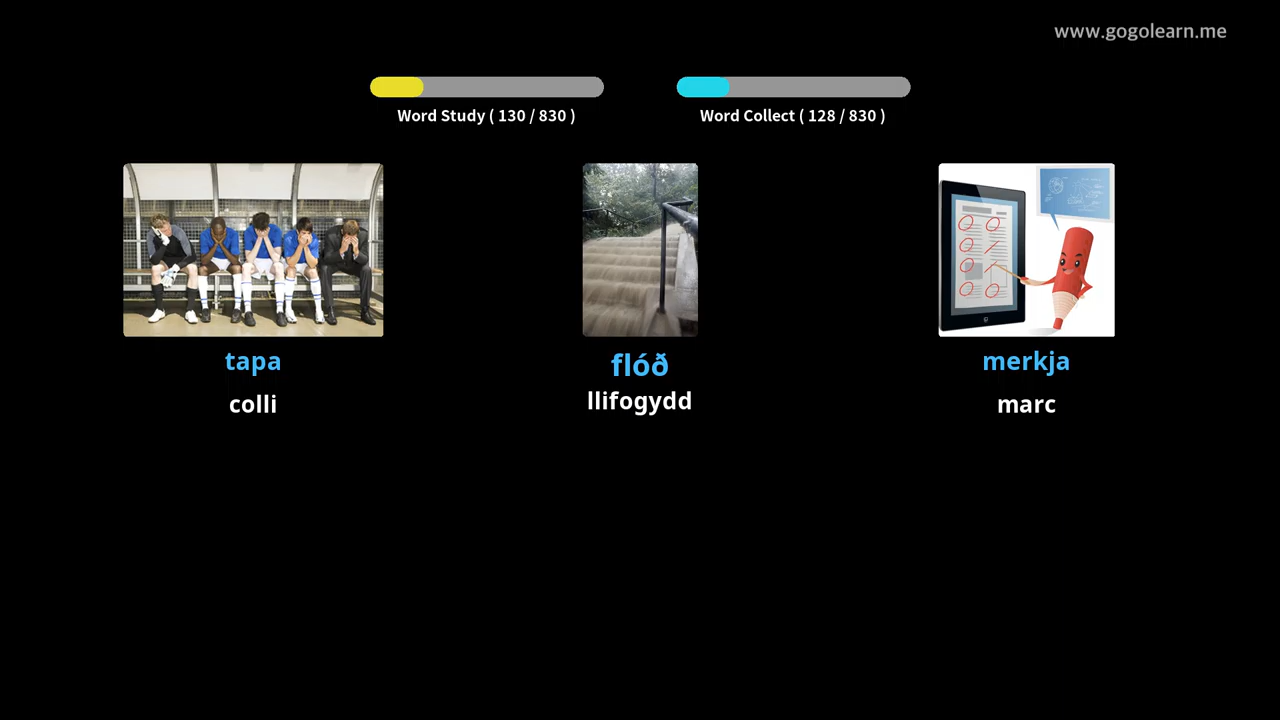 www.gogolearn.me
Word Study ( 130 / 830 )
Word Collect ( 128 / 830 )
tapa
flóð
merkja
colli
llifogydd
marc